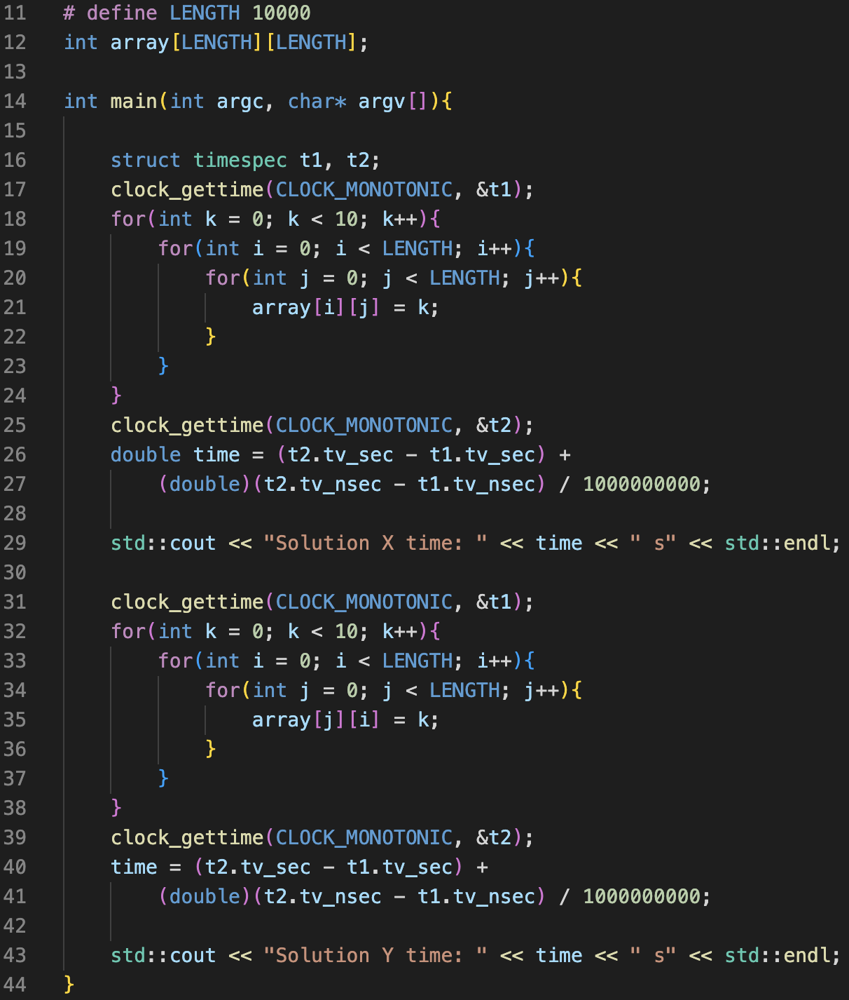 11 # define LENGTH 10000
12 int array[LENGTH][LENGTH];
13
14 int main(int argc, char* argv[]){
15
16 struct timespec t1, t2;
17 clock_gettime(CLOCK_MONOTONIC, &t1);
18 for(int k = 0; k < 10; k++){
19 for(int i = 0; i < LENGTH; i++){
20 for(int j = 0; j < LENGTH; j++){
21 array[i][j] = k;
22 }
23 }
24 }
25 clock_gettime(CLOCK_MONOTONIC, &t2);
26 double time = (t2.tv_sec - t1.tv_sec) +
27 (double)(t2.tv_nsec - t1.tv_nsec) / 1000000000;
28
29 std::cout << "Solution X time: " << time << " s" << std::endl;
30
31 clock_gettime(CLOCK_MONOTONIC, &t1);
32 for(int k = 0; k < 10; k++){
33 for(int i = 0; i < LENGTH; i++){
34 for(int j = 0; j < LENGTH; j++){
35 array[j][i] = k;
36 }
37 }
38 }
39 clock_gettime(CLOCK_MONOTONIC, &t2);
40 time = (t2.tv_sec - t1.tv_sec) +
41 (double)(t2.tv_nsec - t1.tv_nsec) / 1000000000;
42
43 std::cout << "Solution Y time: " << time << " s" << std::endl;
44 }